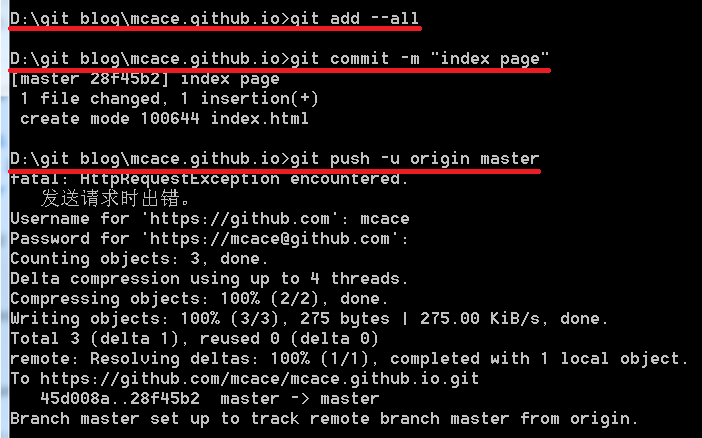 D:\git blog\mcace.github.io>git add --all
D:\git blog\mcace.github.io>git commit -m "index page"
[master 28f45b2] index page
1 file changed, 1 insertion(+)
create mode 100644 index.html
D:\git blog\mcace.github.io>git push -u origin master
fatal: HttpRequestException encountered.
发送请求时出错。
Username for 'https://github.com': mcace
Password for 'https://mcace@github.com':
Counting objects: 3, done.
Delta compression using up to 4 threads.
Compressing objects: 100% (2/2), done.
Writing objects: 100% (3/3), 275 bytes | 275.00 KiB/s, done.
Total 3 (delta 1), reused 0 (delta 0)
remote: Resolving deltas: 100% (1/1), completed with 1 local object.
To https://github.com/mcace/mcace.github.io.git
45d008a..28f45b2  master -> master
Branch master set up to track remote branch master from origin.